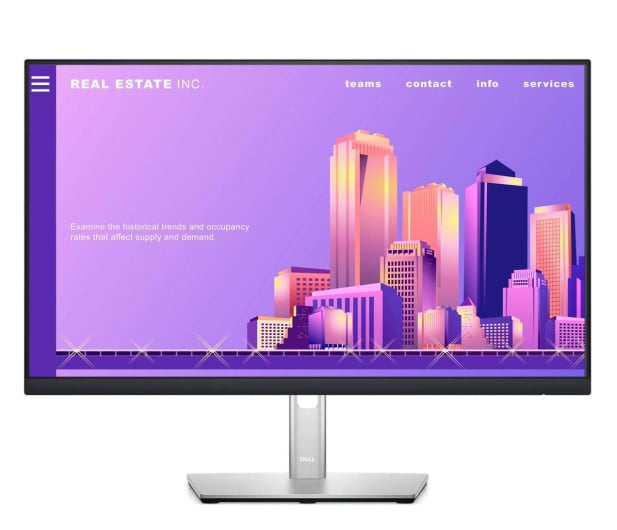 REAL ESTATE INC.
teams contact info services
Examine the historical trends and occupancy
rates that affect supply and demand.
DELL